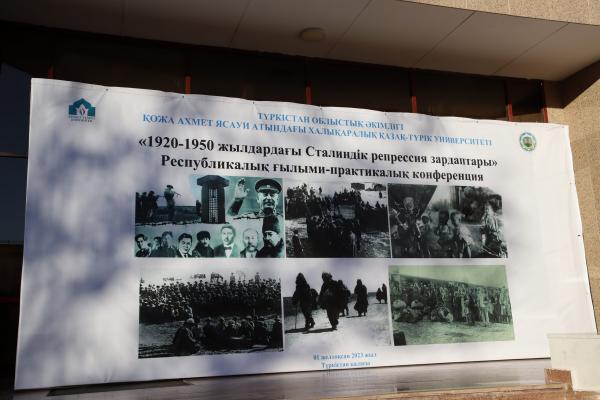 ТҮРКІСТАН ОБЛЫСТЫҚ ӘКІМДІГІ
ҚОЖА АХМЕТ ЯСАУИ АТЫНДАҒЫ ХАЛЫҚАРАЛЫҚ ҚАЗАҚ-ТҮРІК УНИВЕРСИТЕТІ
«1920-1950 жылдардағы Сталиндік репрессия зардаптары»
Республикалық ғылыми-практикалық конференция
01 желтоқсан 2023 жыл
Түркістан қаласы